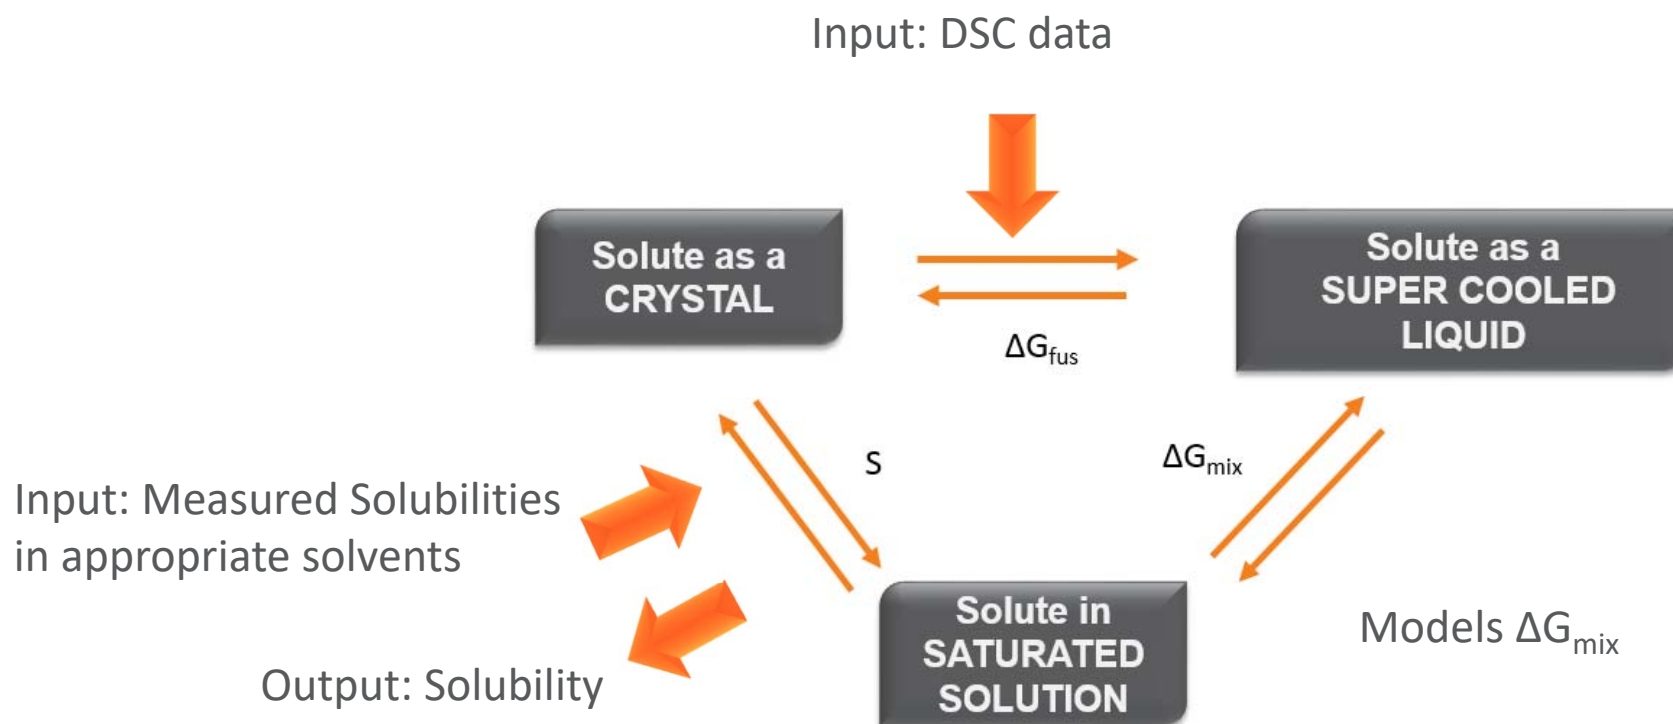 Input: DSC data
Solute as a
CRYSTAL
Solute as a
SUPER COOLED
LIQUID
ΔGfus
S
ΔGmix
Input: Measured Solubilities
in appropriate solvents
Solute in
SATURATED
SOLUTION
Models ΔGmix
Output: Solubility